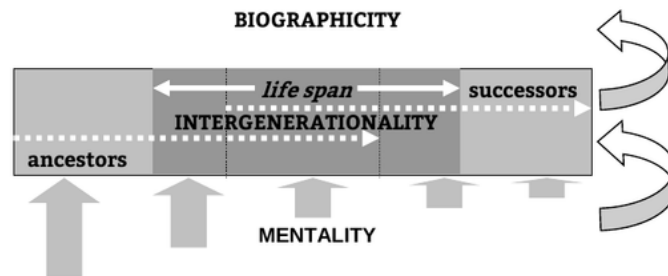 BIOGRAPHICITY
life span
successors
INTERGENERATIONALITY
ancestors
MENTALITY